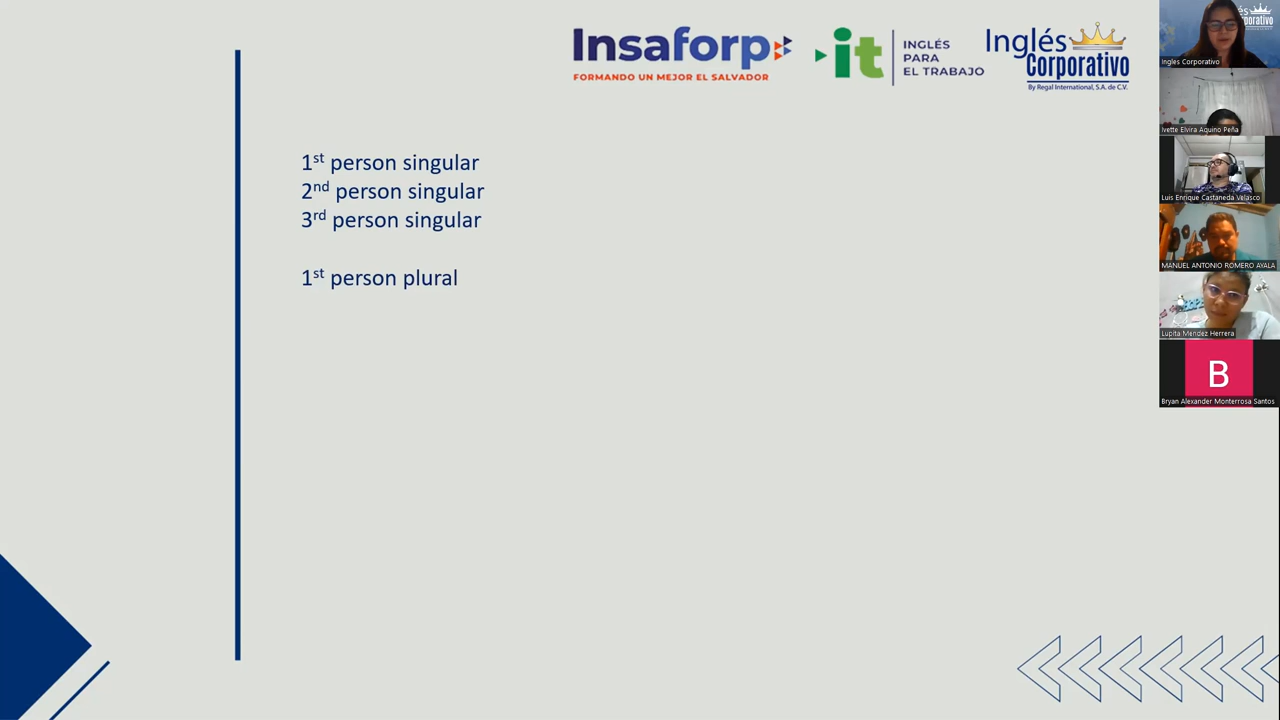 Insaforp
FORMANDO UN MEJOR EL SALVADOR
it
INGLÉS
PARA
EL TRABAJO
Inglés
Corporativo
By Regal International, S.A. de C.V.
1st person singular
2nd person singular
3rd person singular
1st person plural
Ingles Corporativo
Ivette Elvira Aquino Peña
Luis Enrique Castaneda Velasco
MANUEL ANTONIO ROMERO AYALA
Lupita Mendez Herrera
B
Bryan Alexander Monterrosa Santos